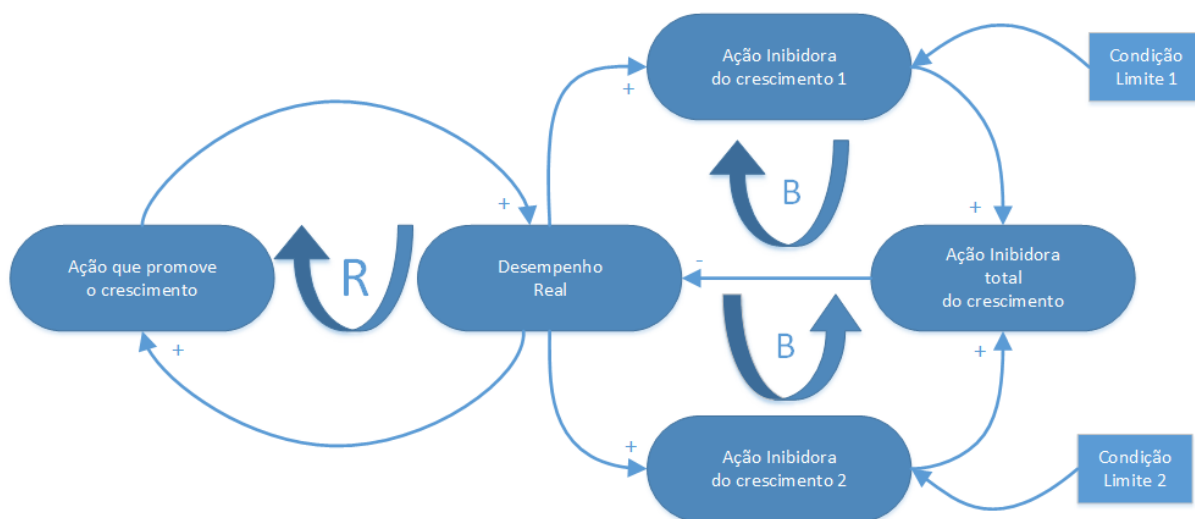 Ação Inibidora
do crescimento 1
Condição
Limite 1
+
B
+
+
Ação que promove
o crescimento
R
Desempenho
Real
-
Ação Inibidora
total
do crescimento
+
B
+
+
Ação Inibidora
do crescimento 2
Condição
Limite 2